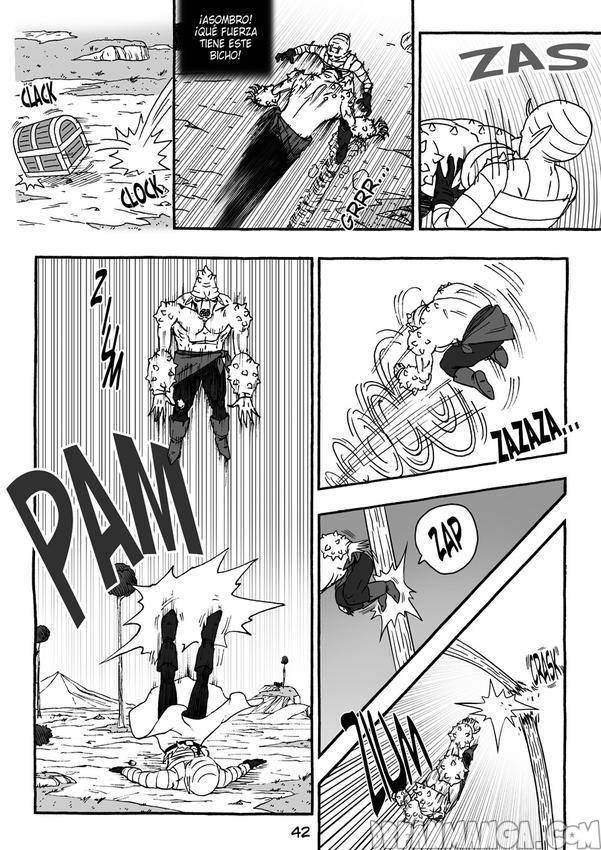 CLACK
CLOCK
¡ASOMBRO!
¡QUÉ FUERZA
TIENE ESTE
BICHO!
GRRR...
ZAS
ZIUM
PAM
ZAZAZA...
ZAP
CRASK
ZIUM
42